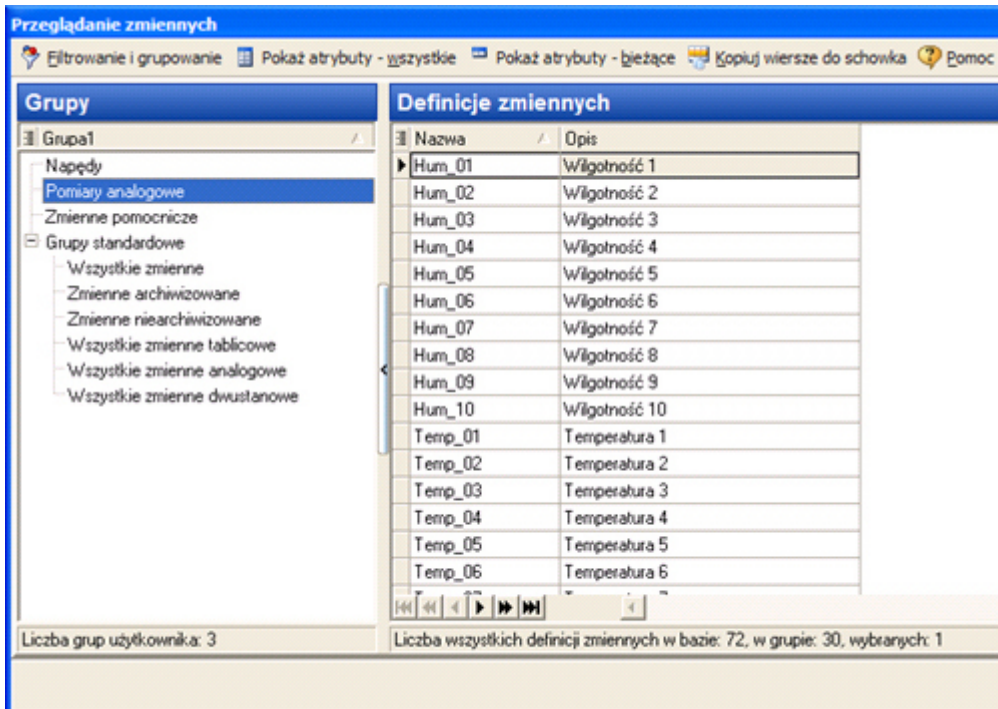 Przeglądanie zmiennych
Filtrowanie i grupowanie Pokaż atrybuty - wszystkie Pokaż atrybuty - bieżące Kopiuj wiersze do schowka Pomoc
Grupy
Grupa1
Napędy
Pomiary analogowe
Zmienne pomocnicze
Grupy standardowe
Wszystkie zmienne
Zmienne archiwizowane
Zmienne niearchiwizowane
Wszystkie zmienne tablicowe
Wszystkie zmienne analogowe
Wszystkie zmienne dwustanowe
Liczba grup użytkownika: 3
Definicje zmiennych
Nazwa Opis
Hum_01 Wilgotność 1
Hum_02 Wilgotność 2
Hum_03 Wilgotność 3
Hum_04 Wilgotność 4
Hum_05 Wilgotność 5
Hum_06 Wilgotność 6
Hum_07 Wilgotność 7
Hum_08 Wilgotność 8
Hum_09 Wilgotność 9
Hum_10 Wilgotność 10
Temp_01 Temperatura 1
Temp_02 Temperatura 2
Temp_03 Temperatura 3
Temp_04 Temperatura 4
Temp_05 Temperatura 5
Temp_06 Temperatura 6
Liczba wszystkich definicji zmiennych w bazie: 72, w grupie: 30, wybranych: 1